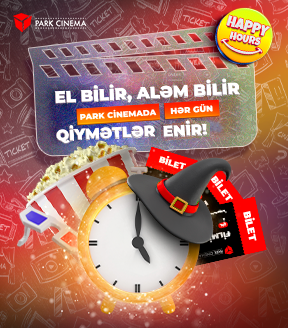 PARK CINEMA
HAPPY
HOURS
EL BİLİR, ALƏM BİLİR
PARK CINEMADA HƏR GÜN
QİYMƏTLƏR ENİR!
BİLET
BİLET
BİLET